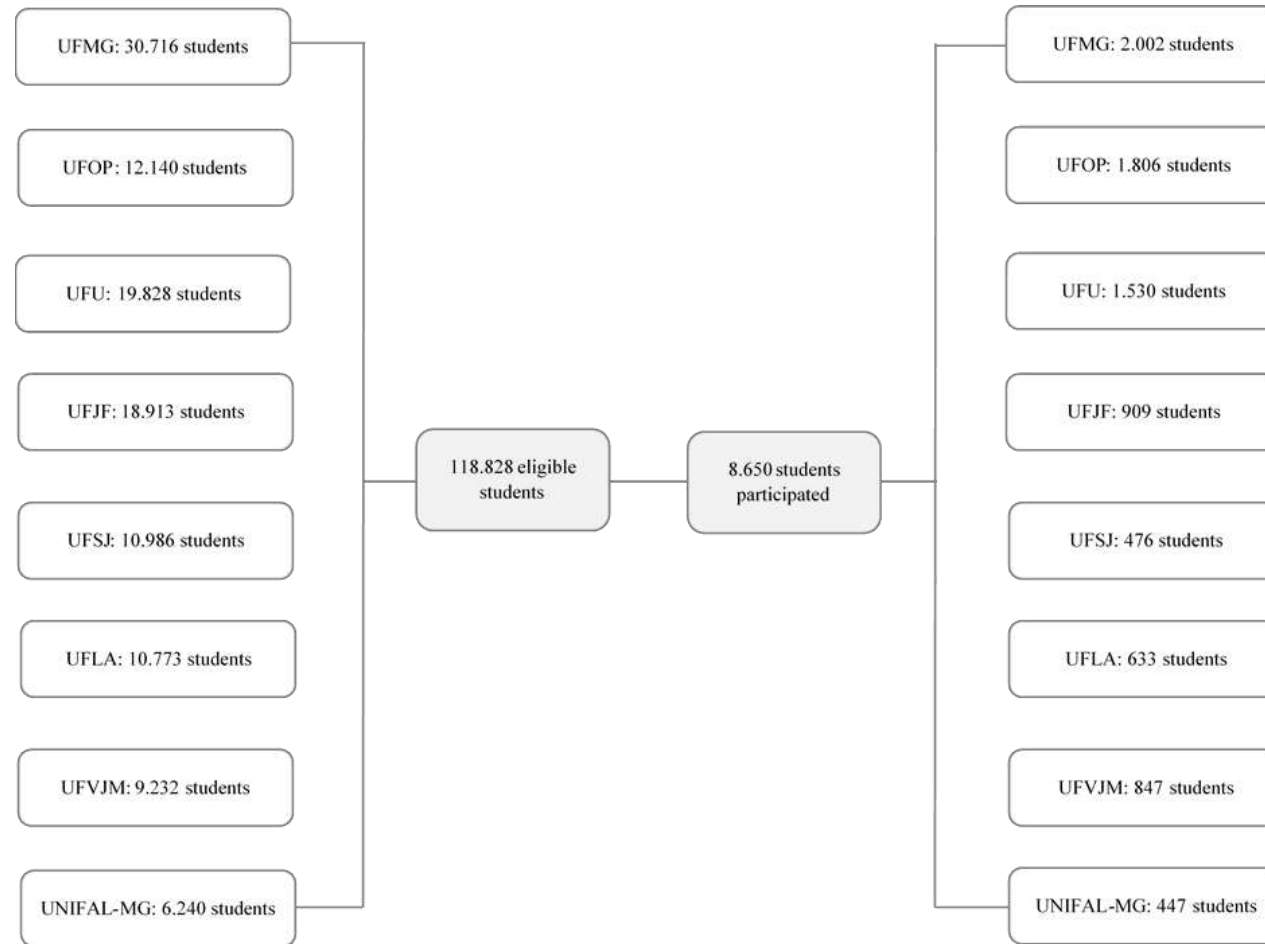 UFMG: 30.716 students
UFOP: 12.140 students
UFU: 19.828 students
UFJF: 18.913 students
UFSJ: 10.986 students
UFLA: 10.773 students
UFVJM: 9.232 students
UNIFAL-MG: 6.240 students
118.828 eligible
students
8.650 students
participated
UFMG: 2.002 students
UFOP: 1.806 students
UFU: 1.530 students
UFJF: 909 students
UFSJ: 476 students
UFLA: 633 students
UFVJM: 847 students
UNIFAL-MG: 447 students